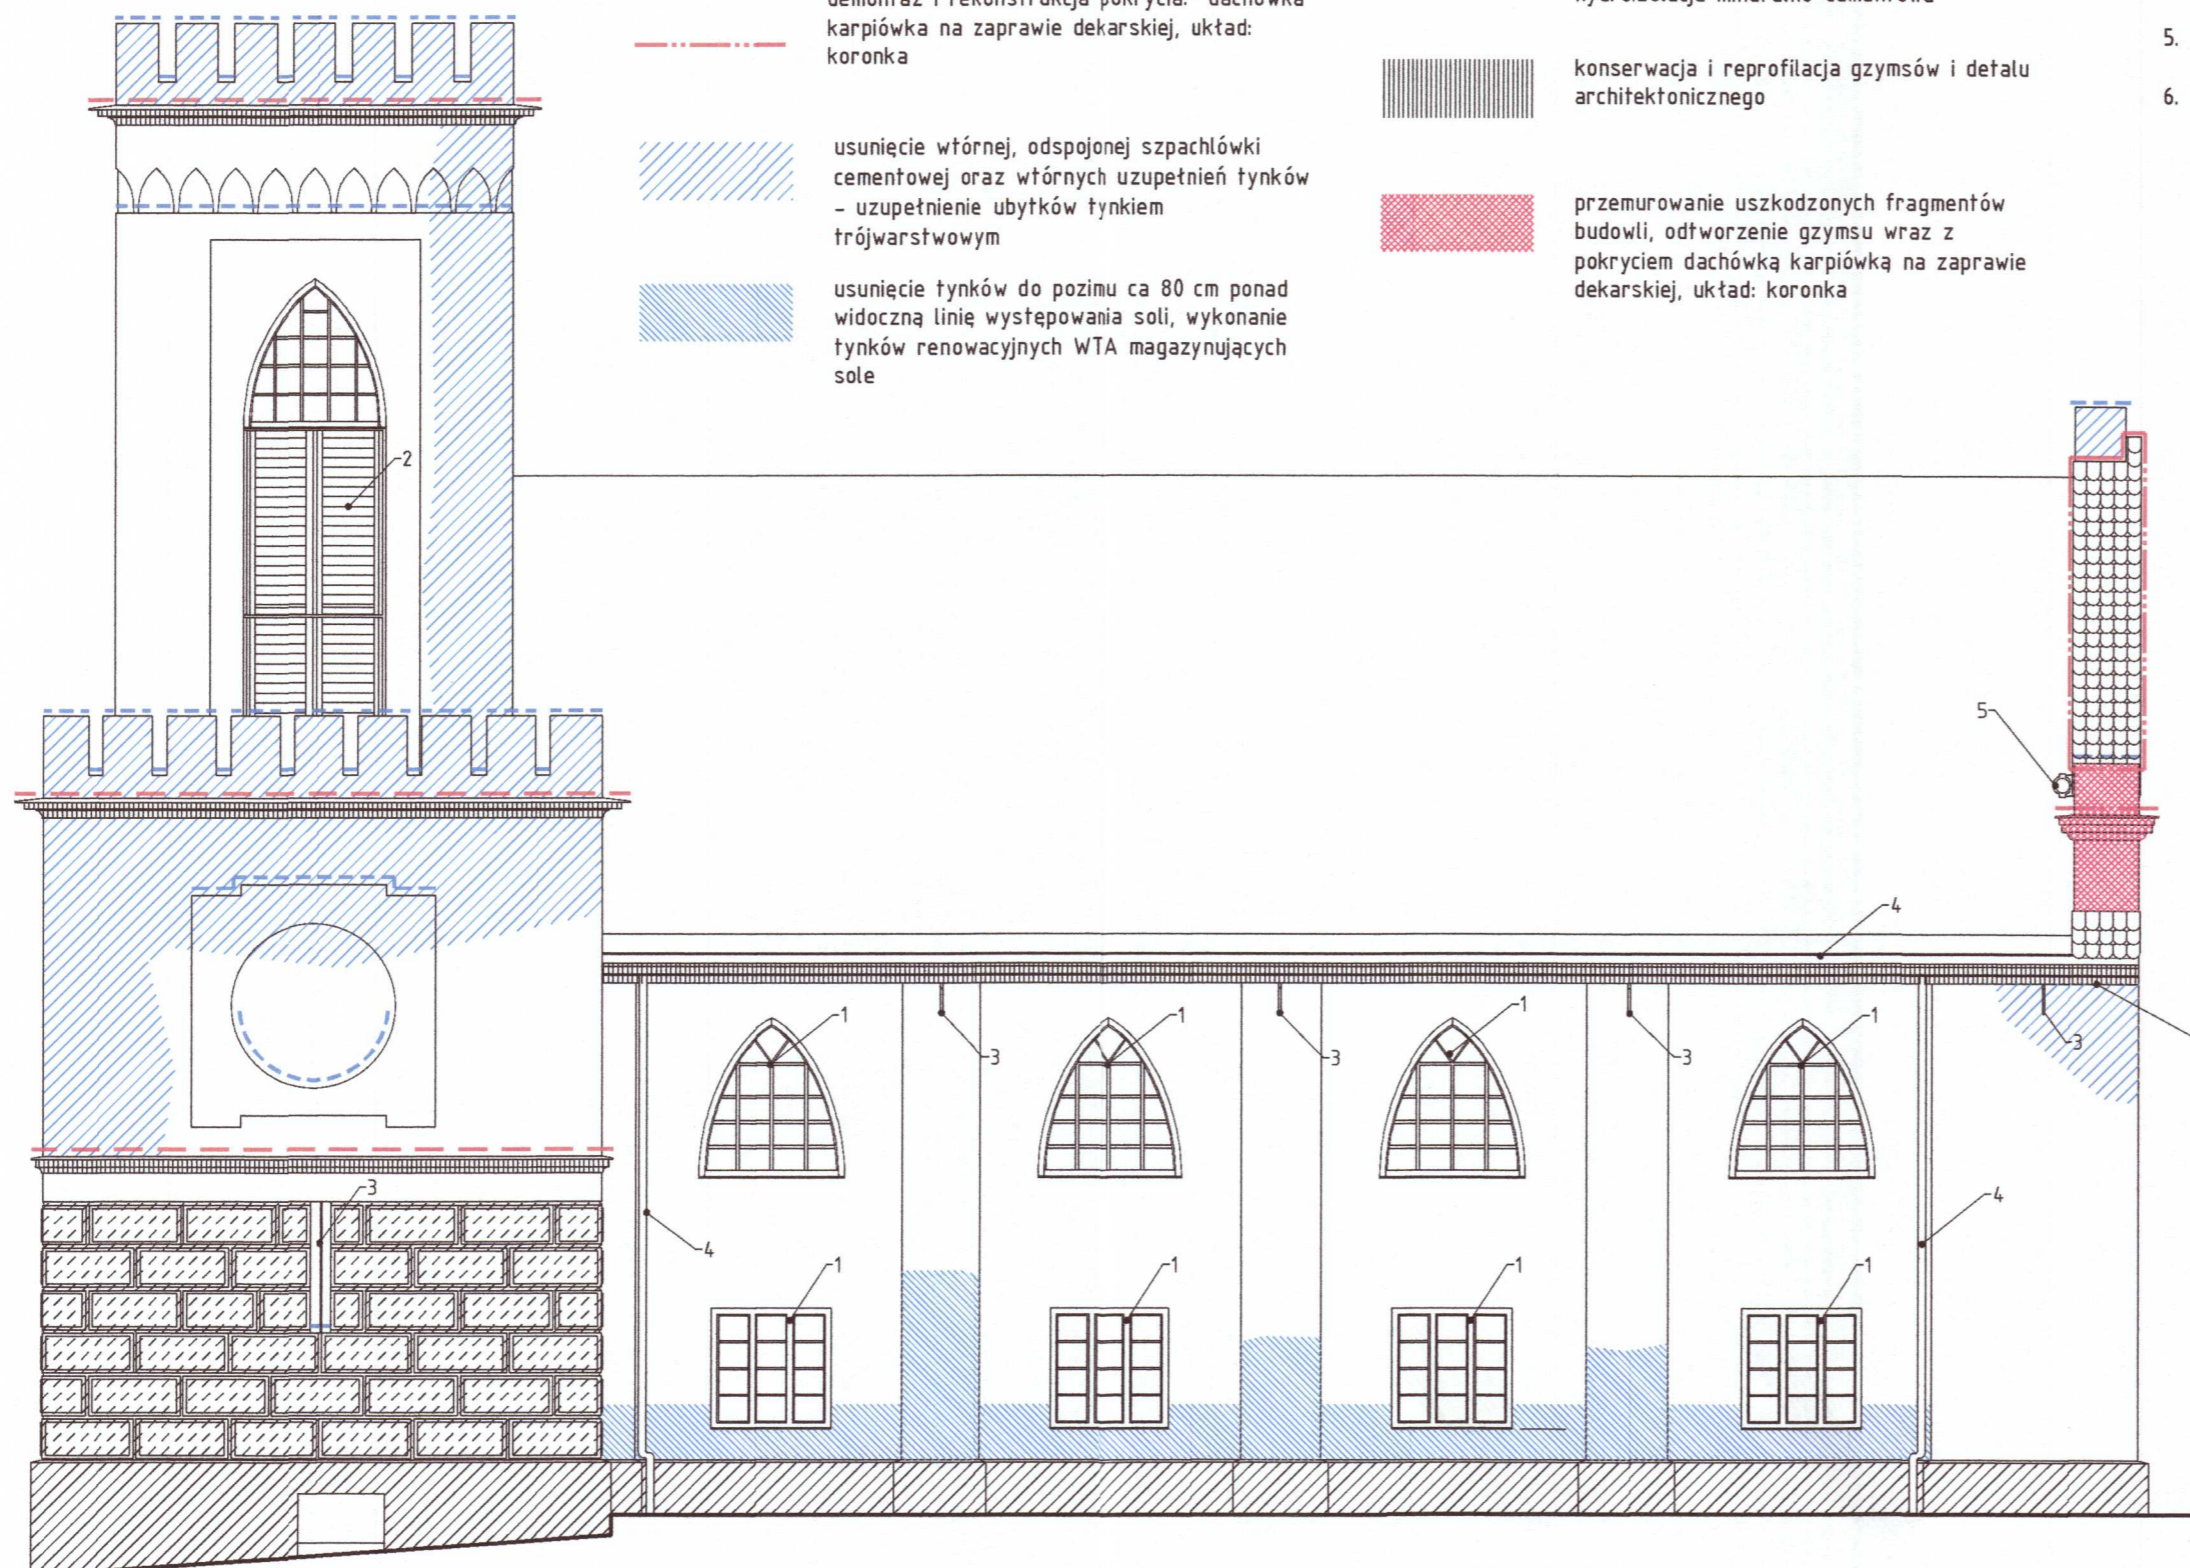 demontaż i rekonstrukcja pokrycia: dachówka
karpiówka na zaprawie dekarskiej, układ:
koronka
usunięcie wtórnej, odspojonej szpachlówki
cementowej oraz wtórnych uzupełnień tynków
– uzupełnienie ubytków tynkiem
trójwarstwowym
usunięcie tynków do pozimu ca 80 cm ponad
widoczną linię występowania soli, wykonanie
tynków renowacyjnych WTA magazynujących
sole
konserwacja i reprofilacja gzymsów i detalu
architektonicznego
przemurowanie uszkodzonych fragmentów
budowli, odtworzenie gzymsu wraz z
pokryciem dachówką karpiówką na zaprawie
dekarskiej, układ: koronka
5.
6.
2
5
4
1
1
1
1
3
3
3
3
3
4
4
1
1
1
1